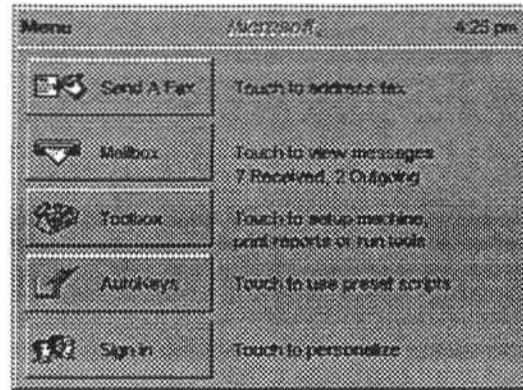 Menu
Microsoft.
4:25 pm
Send A Fax
Touch to address fax
Mailbox
Touch to view messages
7 Received, 2 Outgoing
Toolbox
Touch to setup machine,
print reports or run tools
AutoKeys
Touch to use preset scripts
Sign in
Touch to personalize